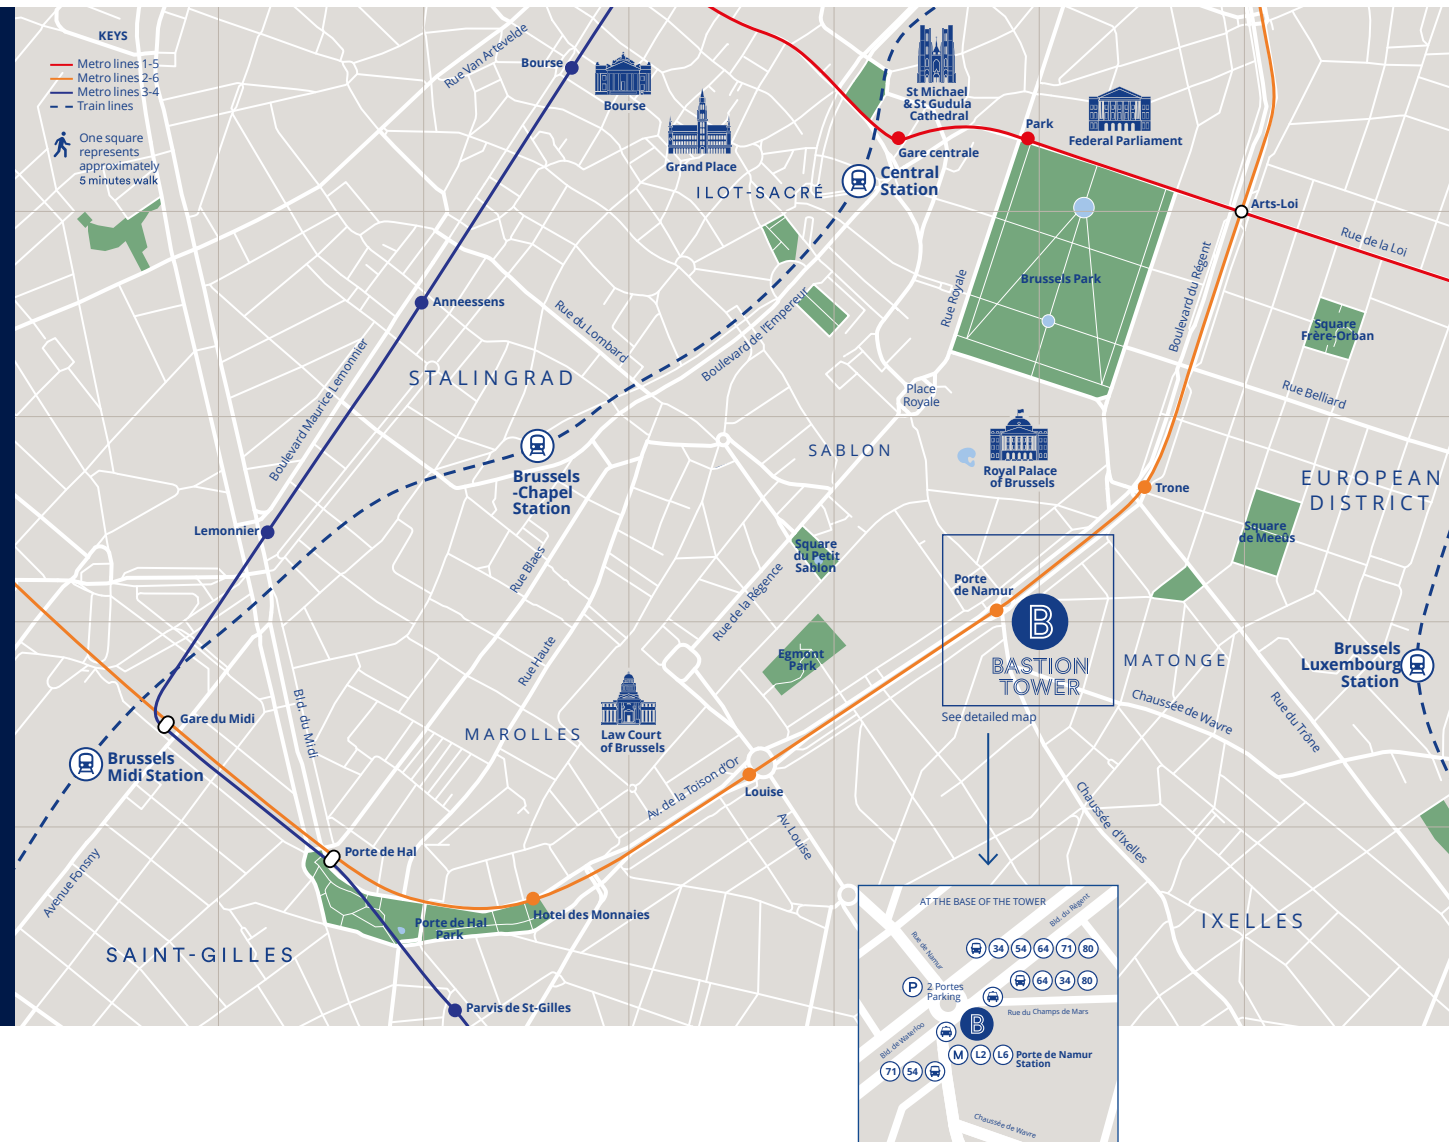 KEYS
Metro lines 1-5
Metro lines 2-6
Metro lines 3-4
Train lines
One square
represents
approximately
5 minutes walk
Rue Van Artevelde
Bourse
Bourse
Grand Place
ILOT-SACRÉ
St Michael
& St Gudula
Cathedral
Gare centrale
Central
Station
Park
Federal Parliament
Arts-Loi
Rue de la Loi
Brussels Park
Rue Royale
Boulevard du Régent
Square
Frère-Orban
Rue Belliard
Anneessens
Rue du Lombard
Boulevard de l'Empereur
STALINGRAD
Boulevard Maurice Lemonnier
Place
Royale
SABLON
Royal Palace
of Brussels
Trone
EUROPEAN
DISTRICT
Square
de Meeûs
Brussels
-Chapel
Station
Lemonnier
Rue Blaes
Square
du Petit
Sablon
Rue de la Régence
Porte
de Namur
B
BASTION
TOWER
See detailed map
MATONGE
Brussels
Luxembourg
Station
Egmont
Park
Rue Haute
Chaussée de Wavre
Rue du Trône
Gare du Midi
Bld. du Midi
Brussels
Midi Station
MAROLLES
Law Court
of Brussels
Av. de la Toison d'Or
Louise
Av. Louise
Chaussée d'Ixelles
Porte de Hal
Avenue Fonsny
Porte de Hal
Park
Hotel des Monnaies
SAINT-GILLES
Parvis de St-Gilles
IXELLES
AT THE BASE OF THE TOWER
Bld. du Régent
Rue de Namur
34 54 64 71 80
64 34 80
P
2 Portes
Parking
Rue du Champs de Mars
B
Bld. de Waterloo
M L2 L6
Porte de Namur
Station
71 54
Chaussée de Wavre